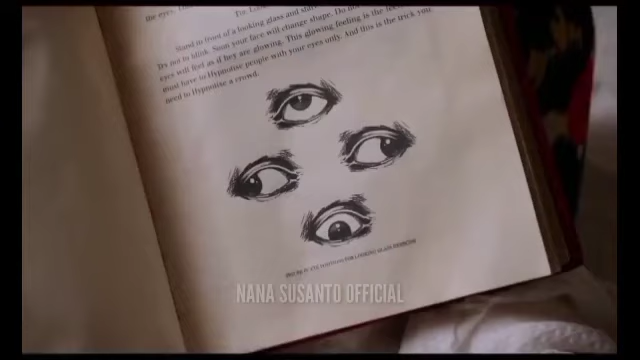 the eyes.
Stand in front of a looking glass and
Try not to blink. Soon your face will change shape. Do not
eyes will feel as if hey are glowing. This glowing feeling is the
must have to Hypnotise people with your eyes only. And this is the trick you
need to Hypnotise a crowd.
NANA SUSANTO OFFICIAL